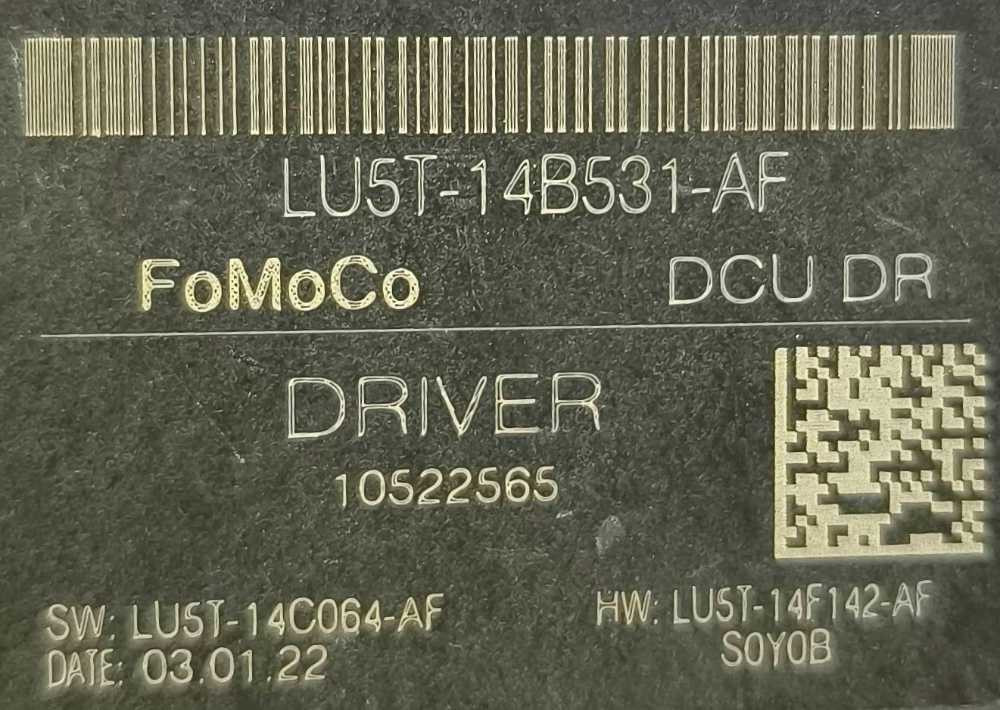 LU5T-14B531-AF
FoMoCo DCU DR
DRIVER
10522565
SW: LU5T-14C064-AF HW: LU5T-14F142-AF
S0Y0B
DATE: 03.01.22